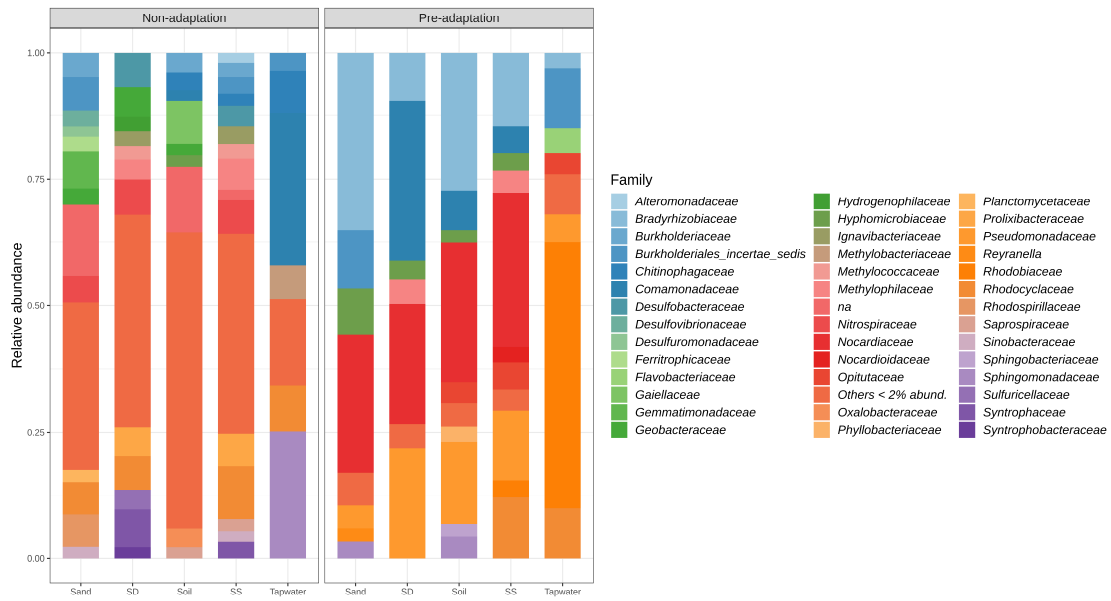 Non-adaptation
Pre-adaptation
1.00
0.75
0.50
0.25
0.00
Relative abundance
Sand
SD
Soil
SS
Tapwater
Sand
SD
Soil
SS
Tapwater
Family
Alteromonadaceae
Bradyrhizobiaceae
Burkholderiaceae
Burkholderiales_incertae_sedis
Chitinophagaceae
Comamonadaceae
Desulfobacteraceae
Desulfovibrionaceae
Desulfuromonadaceae
Ferritrophicaceae
Flavobacteriaceae
Gaiellaceae
Gemmatimonadaceae
Geobacteraceae
Hydrogenophilaceae
Hyphomicrobiaceae
Ignavibacteriaceae
Methylobacteriaceae
Methylococcaceae
Methylophilaceae
na
Nitrospiraceae
Nocardiaceae
Nocardioidaceae
Opitutaceae
Others < 2% abund.
Oxalobacteraceae
Phyllobacteriaceae
Planctomycetaceae
Prolixibacteraceae
Pseudomonadaceae
Reyranella
Rhodobiaceae
Rhodocyclaceae
Rhodospirillaceae
Saprospiraceae
Sinobacteraceae
Sphingobacteriaceae
Sphingomonadaceae
Sulfuricellaceae
Syntrophaceae
Syntrophobacteraceae